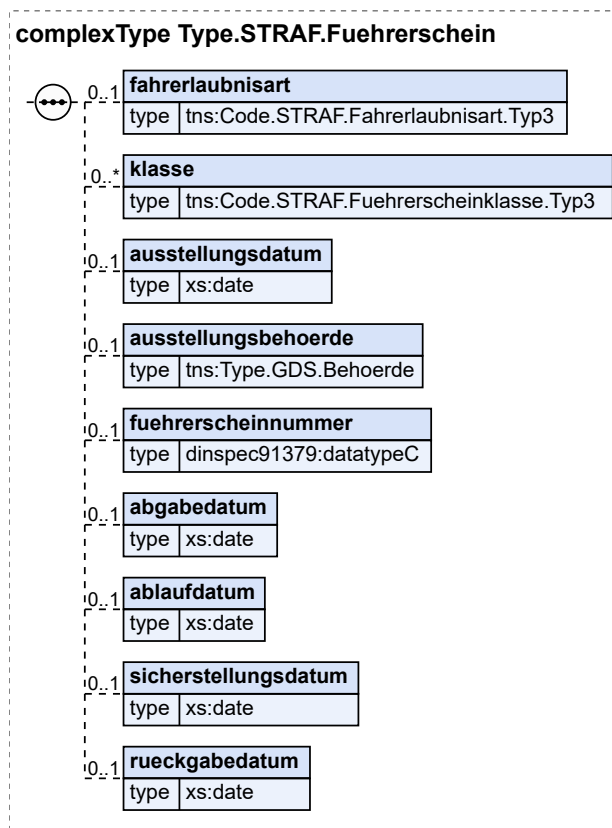 complexType Type.STRAF.Fuehrerschein
0..1 fahrerlaubnisart
type tns:Code.STRAF.Fahrerlaubnisart.Typ3
0..* klasse
type tns:Code.STRAF.Fuehrerscheinklasse.Typ3
0..1 ausstellungsdatum
type xs:date
0..1 ausstellungsbehoerde
type tns:Type.GDS.Behoerde
0..1 fuehrerscheinnummer
type dinspec91379:datatypeC
0..1 abgabedatum
type xs:date
0..1 ablaufdatum
type xs:date
0..1 sicherstellungsdatum
type xs:date
0..1 rueckgabedatum
type xs:date